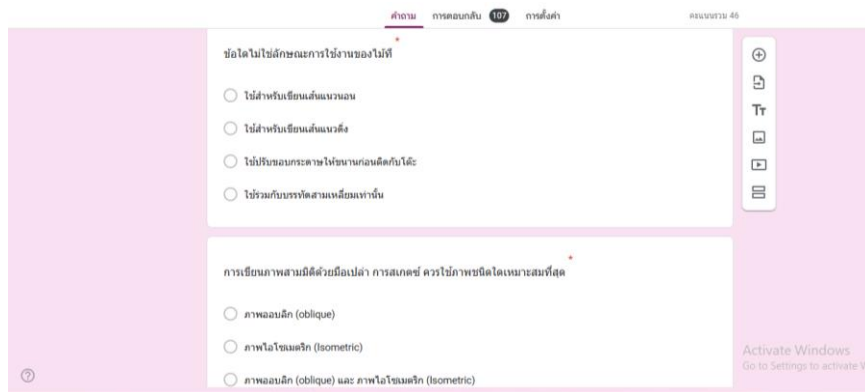 คำถาม การตอบกลับ 107 การตั้งค่า คะแนนรวม 46
ข้อใดไม่ใช่ลักษณะการใช้งานของไม้ที *
ใช้สำหรับเขียนเส้นแนวนอน
ใช้สำหรับเขียนเส้นแนวดิ่ง
ใช้ปรับขอบกระดาษให้ขนานก่อนติดกับโต๊ะ
ใช้ร่วมกับบรรทัดสามเหลี่ยมเท่านั้น
การเขียนภาพสามมิติด้วยมือเปล่า การสเกตซ์ ควรใช้ภาพชนิดใดเหมาะสมที่สุด *
ภาพออบลิก (oblique)
ภาพไอโซเมตริก (Isometric)
ภาพออบลิก (oblique) และ ภาพไอโซเมตริก (Isometric)
Activate Windows
Go to Settings to activate